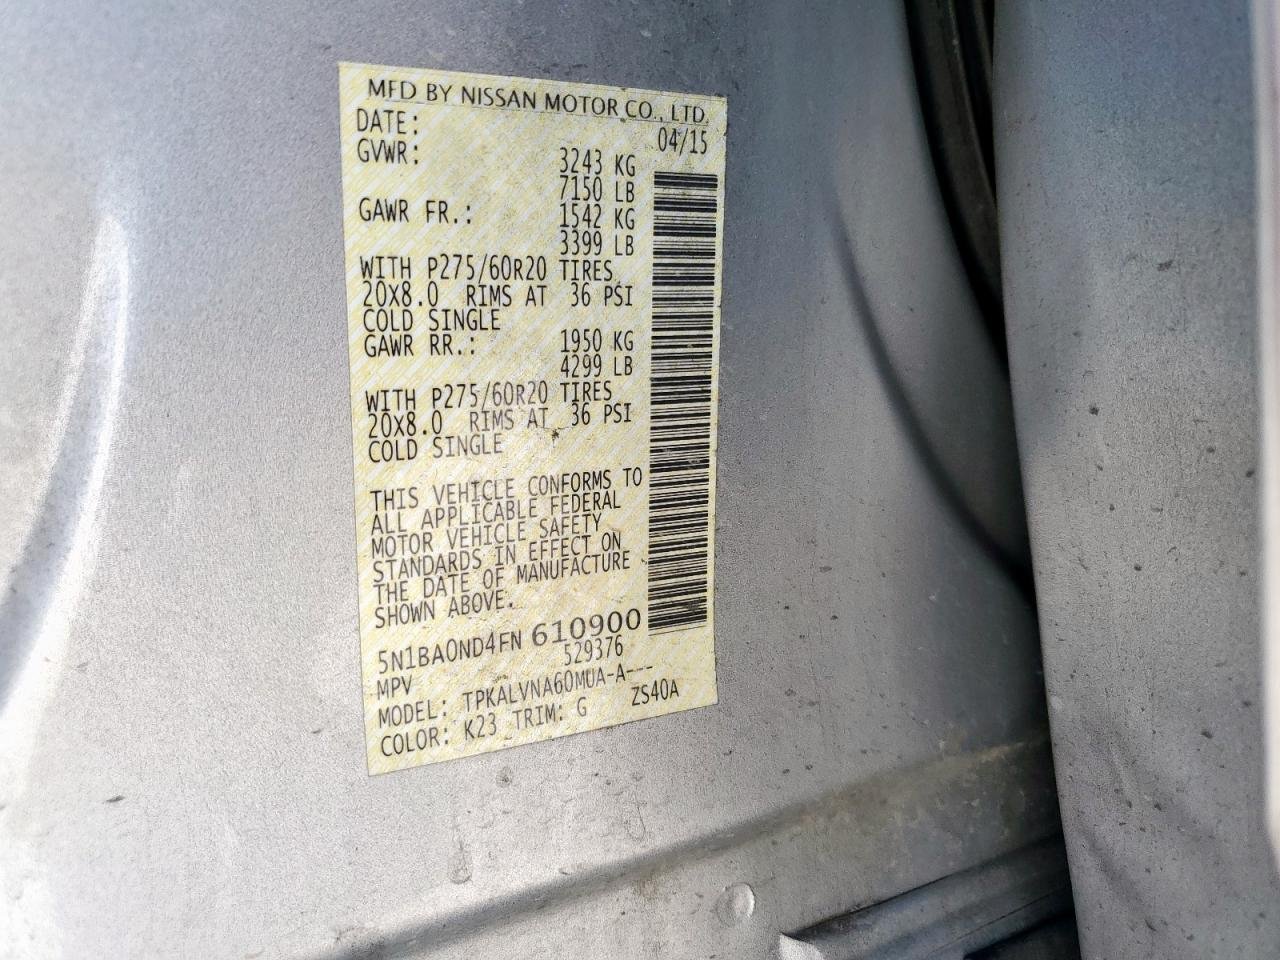 MFD BY NISSAN MOTOR CO., LTD.
DATE: 04/15
GVWR: 3243 KG
7150 LB
GAWR FR.: 1542 KG
3399 LB
WITH P275/60R20 TIRES
20X8.0 RIMS AT 36 PSI
COLD SINGLE
GAWR RR.: 1950 KG
4299 LB
WITH P275/60R20 TIRES
20X8.0 RIMS AT 36 PSI
COLD SINGLE
THIS VEHICLE CONFORMS TO
ALL APPLICABLE FEDERAL
MOTOR VEHICLE SAFETY
STANDARDS IN EFFECT ON
THE DATE OF MANUFACTURE
SHOWN ABOVE.
5N1BA0ND4FN 610900
MPV 529376
MODEL: TPKALVNA60MUA-A---
COLOR: K23 TRIM: G ZS40A